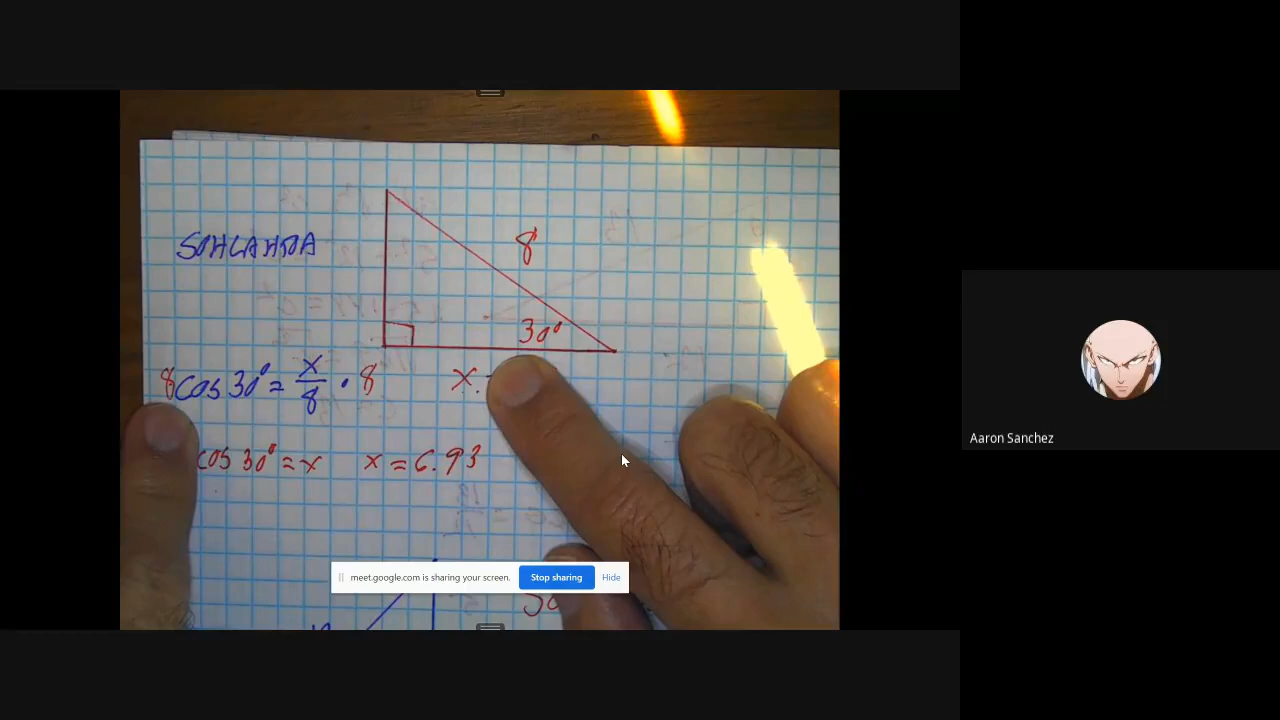 8
SOHCAHTOA
30°
8cos 30° = x/8 · 8
x
cos 30° = x x = 6.93
meet.google.com is sharing your screen. Stop sharing Hide
Aaron Sanchez